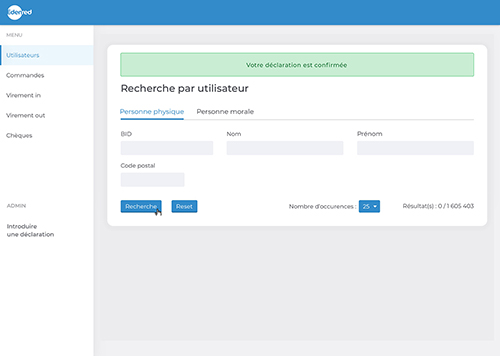 Edenred
MENU
Utilisateurs
Commandes
Virement in
Virement out
Chèques
ADMIN
Introduire
une déclaration
Votre déclaration est confirmée
Recherche par utilisateur
Personne physique Personne morale
BID Nom Prénom
Code postal
Recherche Reset Nombre d'occurences : 25 Résultat(s) : 0 / 1 605 403